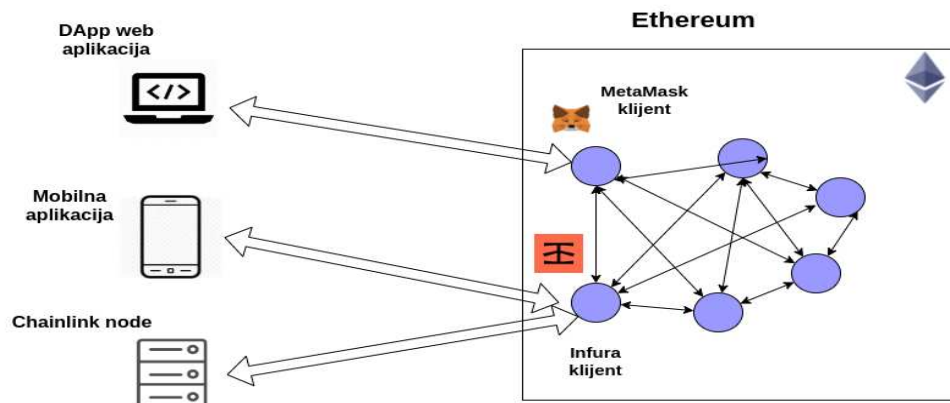 Ethereum
DApp web
aplikacija
</>
MetaMask
klijent
Mobilna
aplikacija
Chainlink node
Infura
klijent